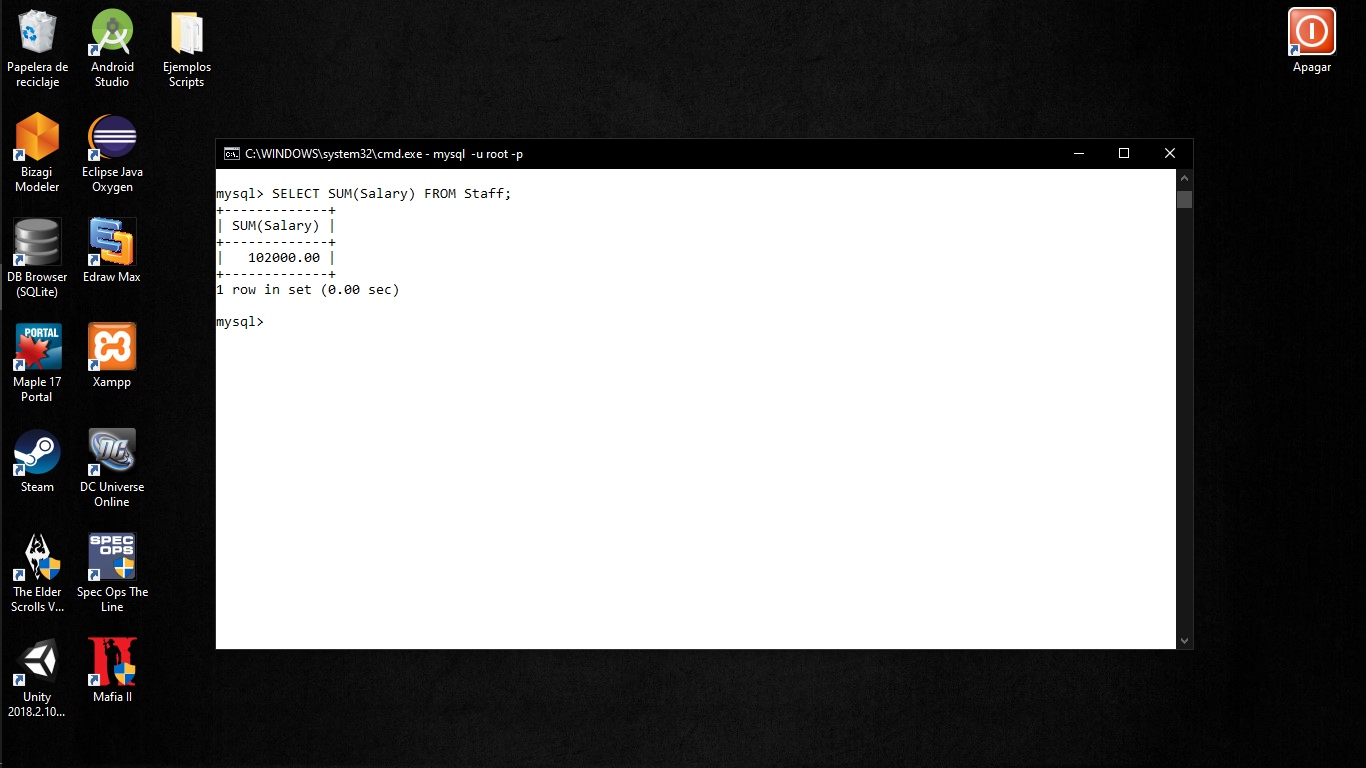 Papelera de
reciclaje
Android
Studio
Ejemplos
Scripts
Apagar
Bizagi
Modeler
Eclipse Java
Oxygen
DB Browser
(SQLite)
Edraw Max
PORTAL
Maple 17
Portal
Xampp
Steam
DC
DC Universe
Online
The Elder
Scrolls V...
SPEC
OPS
Spec Ops The
Line
Unity
2018.2.10...
Mafia II
C:\WINDOWS\system32\cmd.exe - mysql  -u root -p
mysql> SELECT SUM(Salary) FROM Staff;
+-------------+
| SUM(Salary) |
+-------------+
|   102000.00 |
+-------------+
1 row in set (0.00 sec)
mysql>